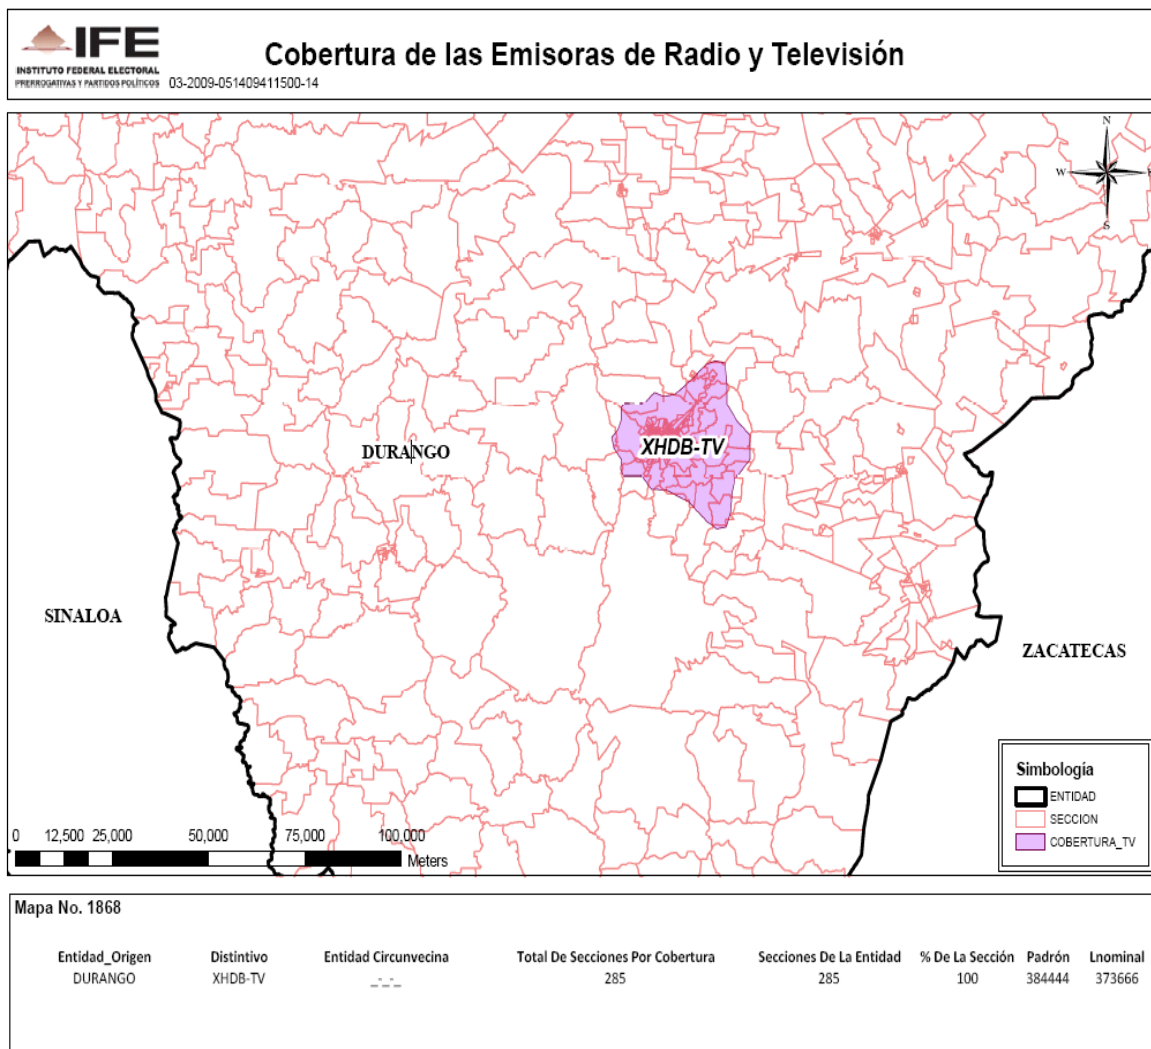 IFE
INSTITUTO FEDERAL ELECTORAL
PRERROGATIVAS Y PARTIDOS POLÍTICOS
03-2009-051409411500-14
Cobertura de las Emisoras de Radio y Televisión
N
W
E
S
XHDB-TV
DURANGO
SINALOA
ZACATECAS
Simbología
ENTIDAD
SECCION
COBERTURA_TV
0 12,500 25,000 50,000 75,000 100,000
Meters
Mapa No. 1868
Entidad_Origen Distintivo Entidad Circunvecina Total De Secciones Por Cobertura Secciones De La Entidad % De La Sección Padrón Lnominal
DURANGO XHDB-TV _-_-_ 285 285 100 384444 373666